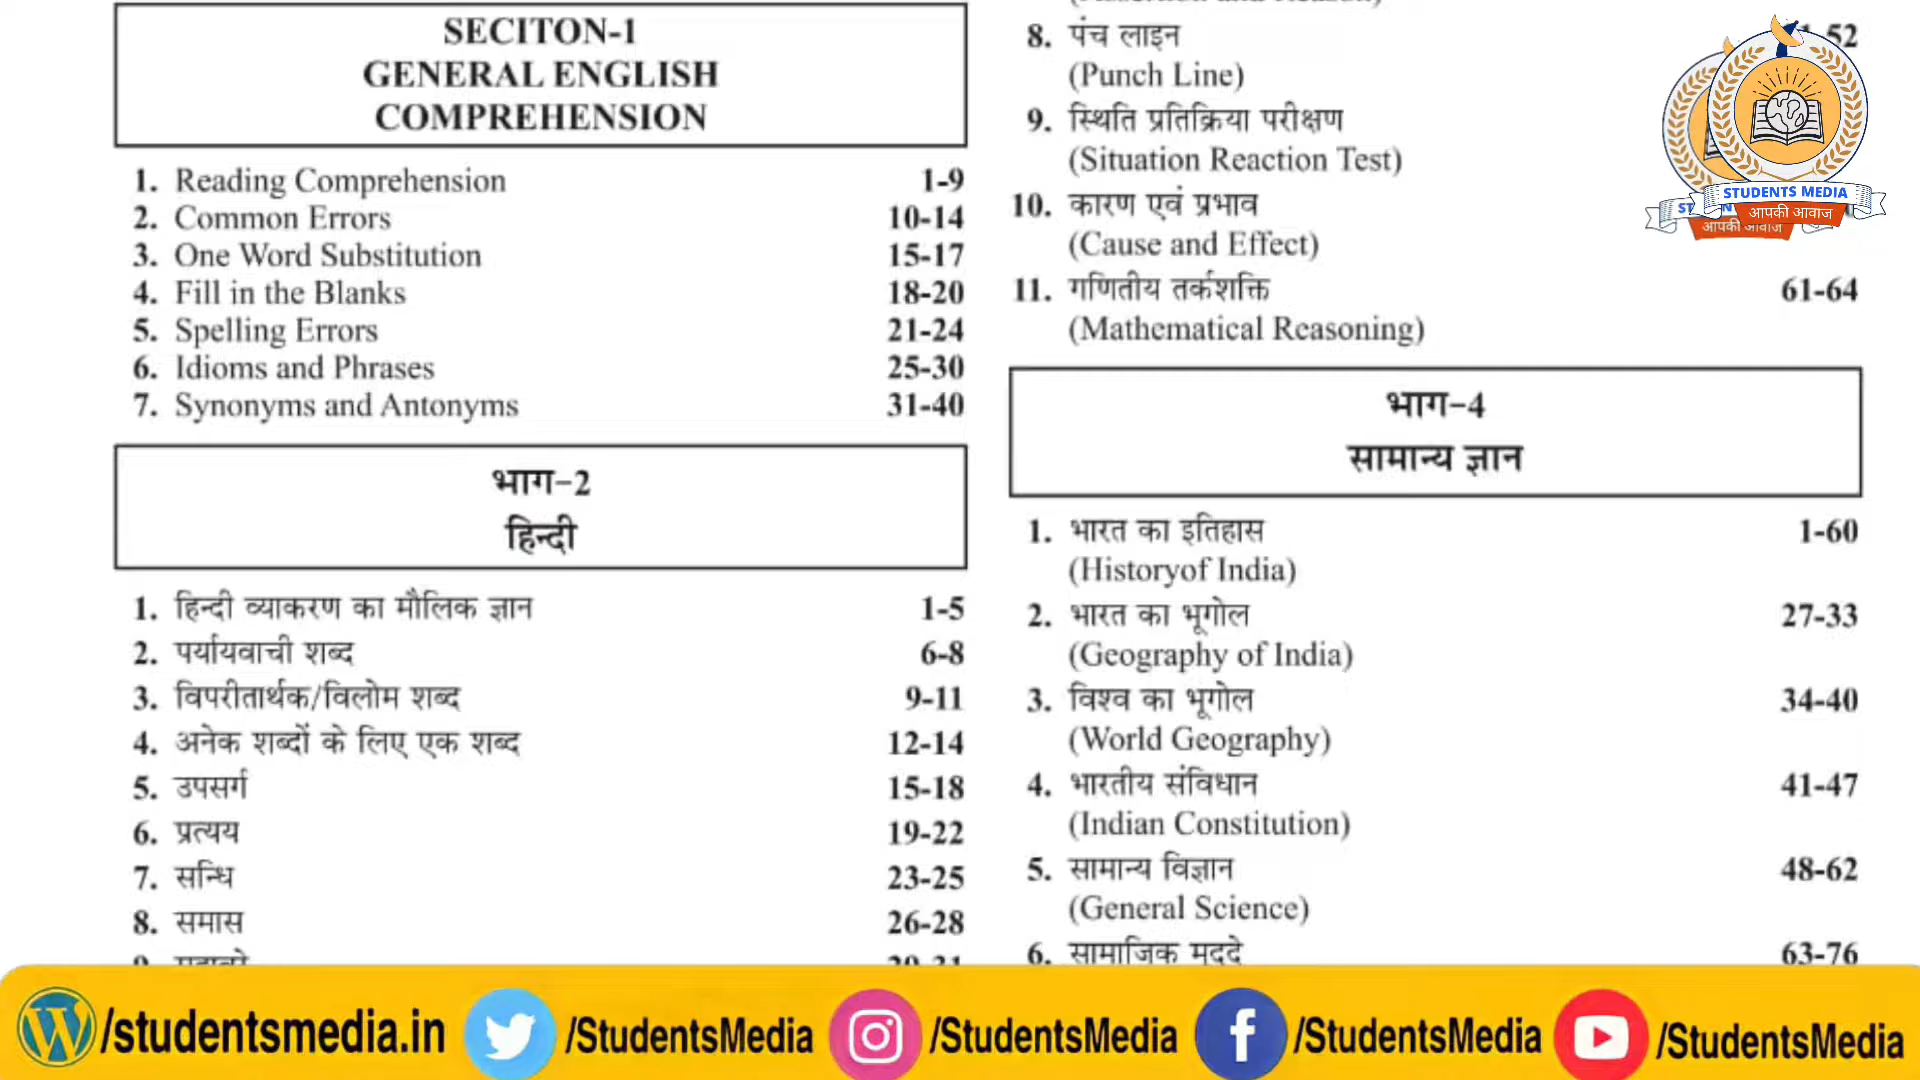 SECITON-1
GENERAL ENGLISH
COMPREHENSION
1. Reading Comprehension 1-9
2. Common Errors 10-14
3. One Word Substitution 15-17
4. Fill in the Blanks 18-20
5. Spelling Errors 21-24
6. Idioms and Phrases 25-30
7. Synonyms and Antonyms 31-40
भाग-2
हिन्दी
1. हिन्दी व्याकरण का मौलिक ज्ञान 1-5
2. पर्यायवाची शब्द 6-8
3. विपरीतार्थक/विलोम शब्द 9-11
4. अनेक शब्दों के लिए एक शब्द 12-14
5. उपसर्ग 15-18
6. प्रत्यय 19-22
7. सन्धि 23-25
8. समास 26-28
8. पंच लाइन 52
(Punch Line)
9. स्थिति प्रतिक्रिया परीक्षण
(Situation Reaction Test)
10. कारण एवं प्रभाव
(Cause and Effect)
11. गणितीय तर्कशक्ति 61-64
(Mathematical Reasoning)
भाग-4
सामान्य ज्ञान
1. भारत का इतिहास 1-60
(Historyof India)
2. भारत का भूगोल 27-33
(Geography of India)
3. विश्व का भूगोल 34-40
(World Geography)
4. भारतीय संविधान 41-47
(Indian Constitution)
5. सामान्य विज्ञान 48-62
(General Science)
6. सामाजिक मुद्दे 63-76
STUDENTS MEDIA
आपकी आवाज
आपकी आवाज
/studentsmedia.in /StudentsMedia /StudentsMedia /StudentsMedia /StudentsMedia